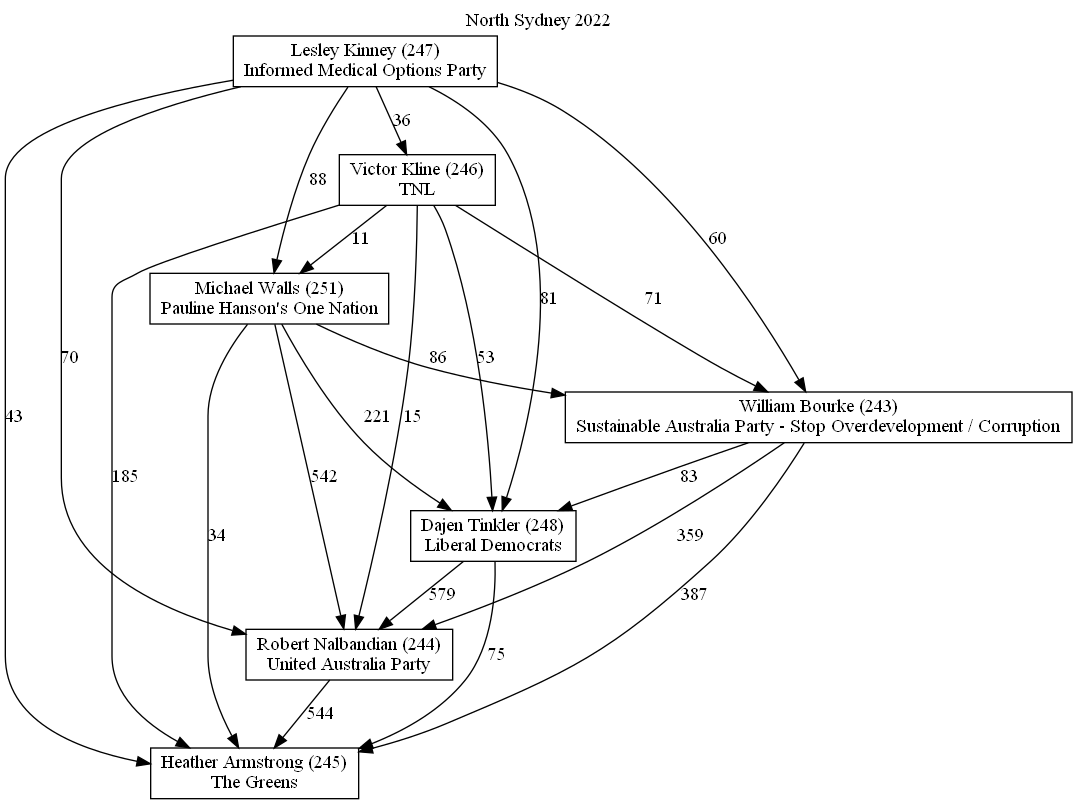 North Sydney 2022
Lesley Kinney (247)
Informed Medical Options Party
36
Victor Kline (246)
TNL
88
11
60
Michael Walls (251)
Pauline Hanson's One Nation
81
71
70
86
53
43
221
15
William Bourke (243)
Sustainable Australia Party - Stop Overdevelopment / Corruption
185
542
83
34
Dajen Tinkler (248)
Liberal Democrats
359
579
387
Robert Nalbandian (244)
United Australia Party
75
544
Heather Armstrong (245)
The Greens